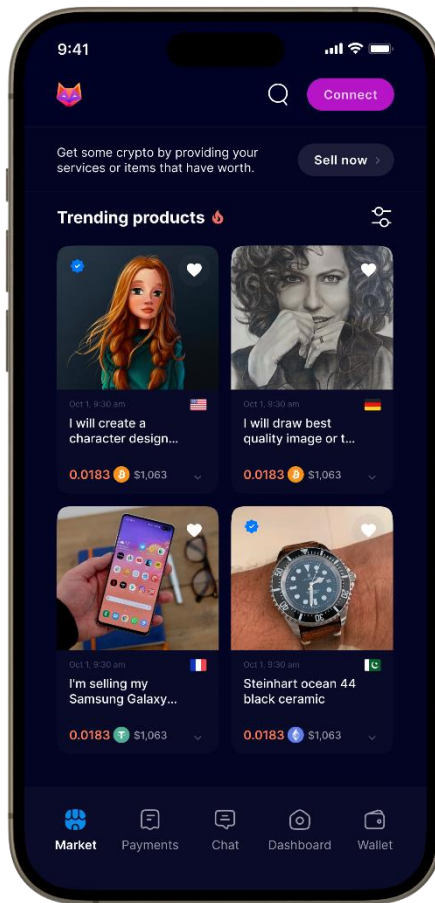 9:41
Connect
Get some crypto by providing your
services or items that have worth.
Sell now
Trending products
Oct 1, 9:30 am
I will create a
character design...
0.0183 $1,063
Oct 1, 9:30 am
I will draw best
quality image or t...
0.0183 $1,063
Oct 1, 9:30 am
I'm selling my
Samsung Galaxy...
0.0183 $1,063
Oct 1, 9:30 am
Steinhart ocean 44
black ceramic
0.0183 $1,063
Market Payments Chat Dashboard Wallet